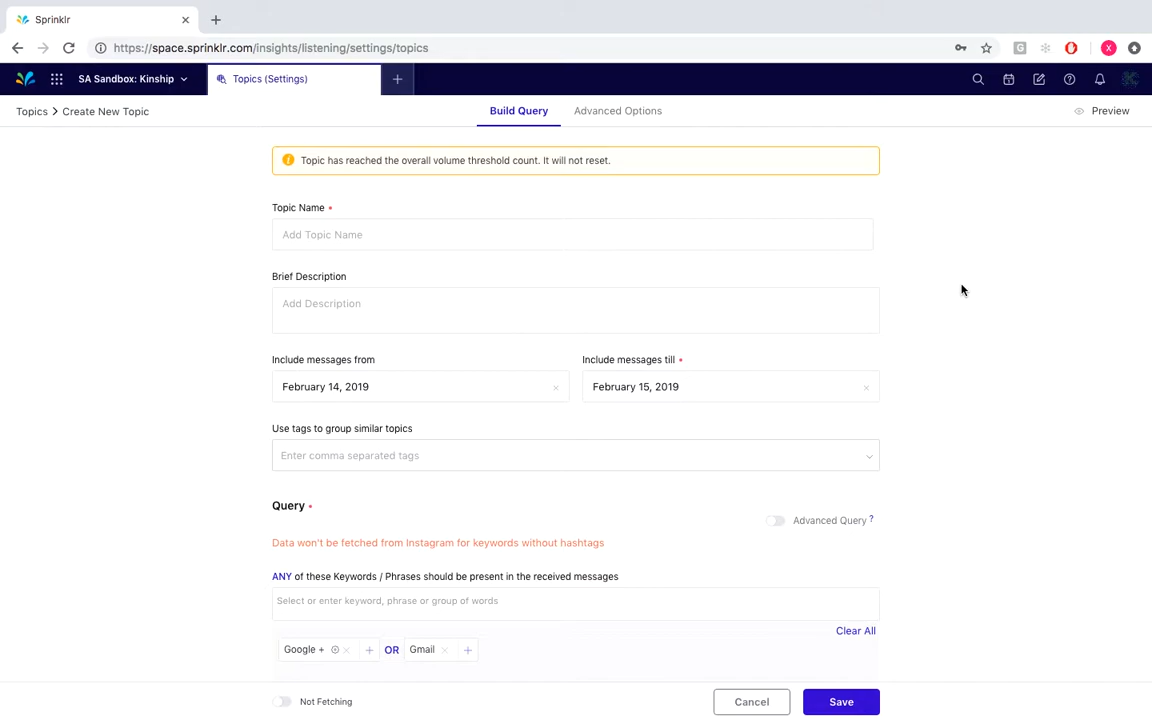 Sprinklr
https://space.sprinklr.com/insights/listening/settings/topics
G
X
SA Sandbox: Kinship
Topics (Settings)
Topics > Create New Topic
Build Query
Advanced Options
Preview
Topic has reached the overall volume threshold count. It will not reset.
Topic Name •
Add Topic Name
Brief Description
Add Description
Include messages from
Include messages till •
February 14, 2019
February 15, 2019
Use tags to group similar topics
Enter comma separated tags
Query •
Advanced Query ?
Data won't be fetched from Instagram for keywords without hashtags
ANY of these Keywords / Phrases should be present in the received messages
Select or enter keyword, phrase or group of words
Clear All
Google + OR Gmail
Not Fetching
Cancel
Save